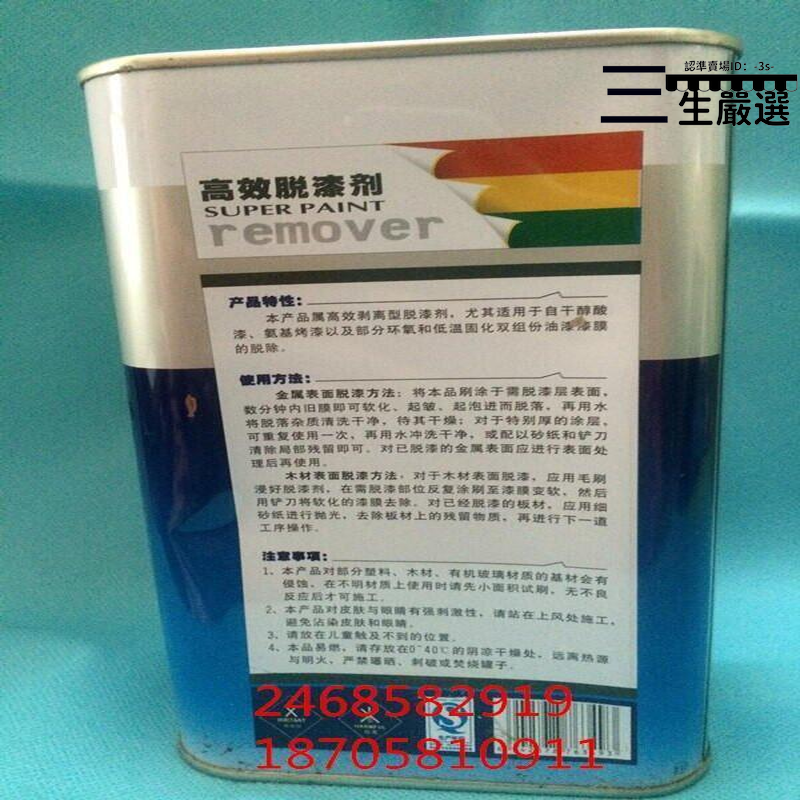 認準賣場ID: -3s-
三生嚴選
高效脱漆剂
SUPER PAINT
remover
产品特性:
本产品属高效剥离型脱漆剂，尤其适用于自干醇酸
漆、氨基烤漆以及部分环氧和低温固化双组份油漆漆膜
的脱除。
使用方法:
金属表面脱漆方法: 将本品刷涂于需脱漆层表面，
数分钟内旧膜即可软化、起皱、起泡进而脱落，再用水
将脱落杂质清洗干净，待其干燥; 对于特别厚的涂层，
可重复使用一次，再用水冲洗干净，或配以砂纸和铲刀
清除局部残留即可. 对已脱漆的金属表面应进行表面处
理后再使用.
木材表面脱漆方法: 对于木材表面脱漆，应用毛刷
浸好脱漆剂，在需脱漆部位反复涂刷至漆膜变软，然后
用铲刀将软化的漆膜去除. 对已经脱漆的板材，应用细
砂纸进行抛光，去除板材上的残留物质，再进行下一道
工序操作.
注意事项:
1、本产品对部分塑料、木材、有机玻璃材质的基材会有
侵蚀，在不明材质上使用时请先小面积试刷，无不良
反应后才可施工.
2、本产品对皮肤与眼睛有强刺激性，请站在上风处施工，
避免沾染皮肤和眼睛.
3、请放在儿童触及不到的位置.
4、本品易燃，请存放在0~40℃的阴凉干燥处，远离热源
与明火，严禁曝晒、刺破或焚烧罐子.
2468582919
IRRITANT
18705810911